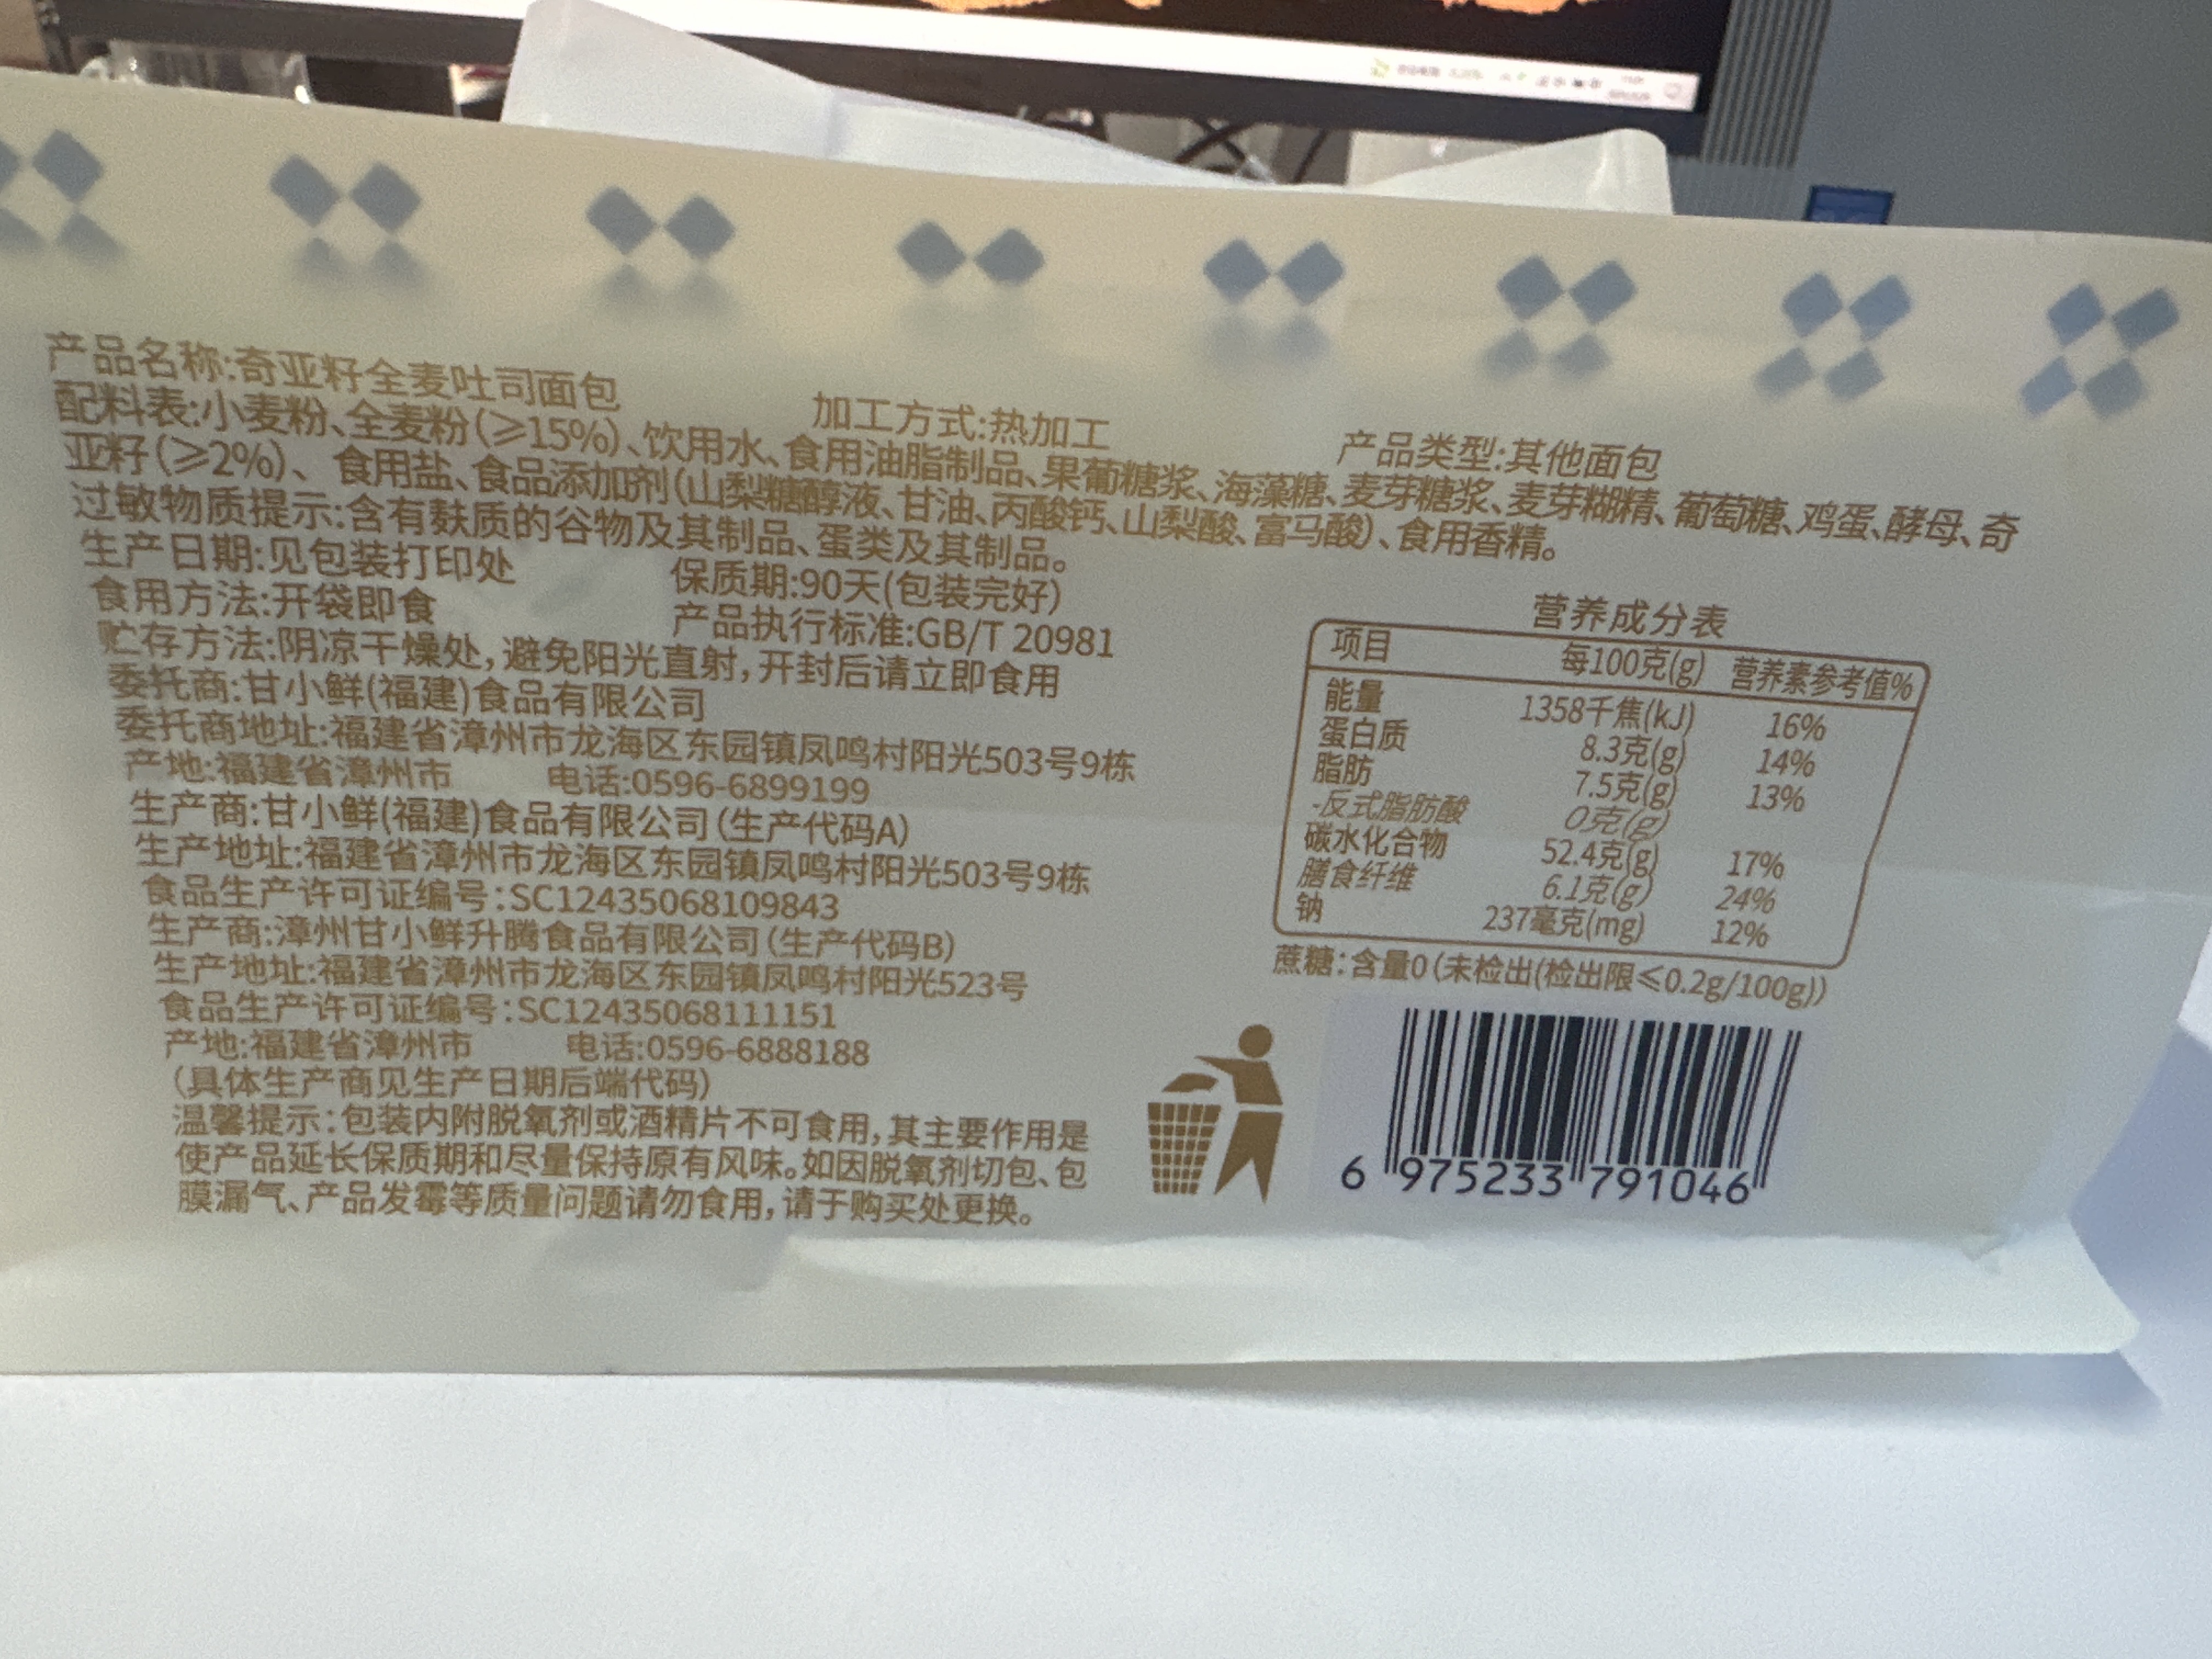 产品名称:奇亚籽全麦吐司面包 加工方式:热加工 产品类型:其他面包
配料表:小麦粉、全麦粉(≥15%)、饮用水、食用油脂制品、果葡糖浆、海藻糖、麦芽糖浆、麦芽糊精、葡萄糖、鸡蛋、酵母、奇
亚籽(≥2%)、食用盐、食品添加剂(山梨糖醇液、甘油、丙酸钙、山梨酸、富马酸)、食用香精。
过敏物质提示:含有麸质的谷物及其制品、蛋类及其制品。
生产日期:见包装打印处 保质期:90天(包装完好)
食用方法:开袋即食 产品执行标准:GB/T 20981
贮存方法:阴凉干燥处,避免阳光直射,开封后请立即食用
委托商:甘小鲜(福建)食品有限公司
委托商地址:福建省漳州市龙海区东园镇凤鸣村阳光503号9栋
产地:福建省漳州市 电话:0596-6899199
生产商:甘小鲜(福建)食品有限公司(生产代码A)
生产地址:福建省漳州市龙海区东园镇凤鸣村阳光503号9栋
食品生产许可证编号:SC12435068109843
生产商:漳州甘小鲜升腾食品有限公司(生产代码B)
生产地址:福建省漳州市龙海区东园镇凤鸣村阳光523号
食品生产许可证编号:SC12435068111151
产地:福建省漳州市 电话:0596-6888188
(具体生产商见生产日期后端代码)
温馨提示:包装内附脱氧剂或酒精片不可食用,其主要作用是
使产品延长保质期和尽量保持原有风味。如因脱氧剂切包、包
膜漏气、产品发霉等质量问题请勿食用,请于购买处更换。
营养成分表
项目 每100克(g) 营养素参考值%
能量 1358千焦(kJ) 16%
蛋白质 8.3克(g) 14%
脂肪 7.5克(g) 13%
-反式脂肪酸 0克(g)
碳水化合物 52.4克(g) 17%
膳食纤维 6.1克(g) 24%
钠 237毫克(mg) 12%
蔗糖:含量0(未检出(检出限≤0.2g/100g))
6 975233 791046